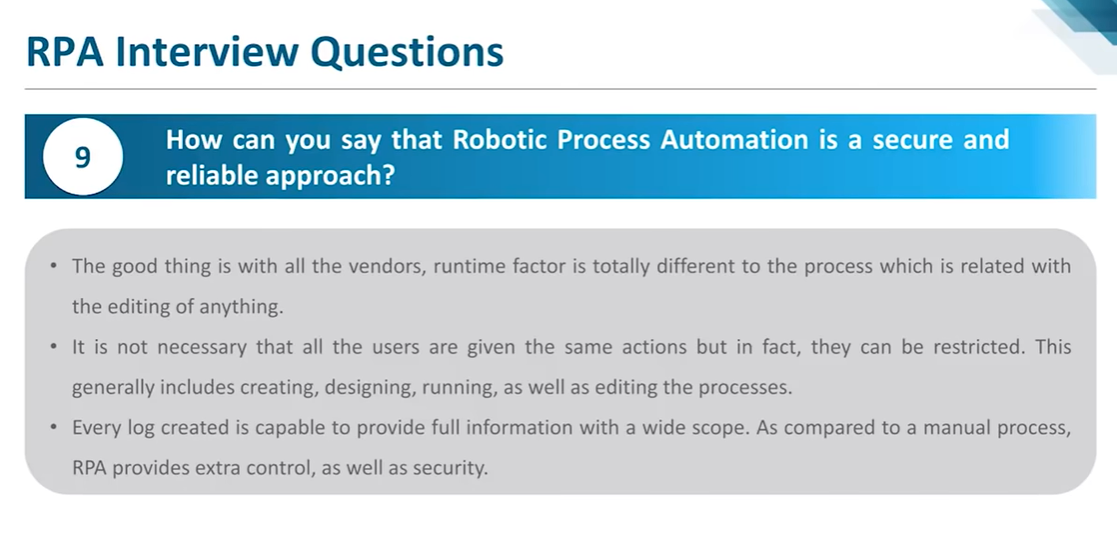 RPA Interview Questions
9
How can you say that Robotic Process Automation is a secure and
reliable approach?
• The good thing is with all the vendors, runtime factor is totally different to the process which is related with
the editing of anything.
• It is not necessary that all the users are given the same actions but in fact, they can be restricted. This
generally includes creating, designing, running, as well as editing the processes.
• Every log created is capable to provide full information with a wide scope. As compared to a manual process,
RPA provides extra control, as well as security.